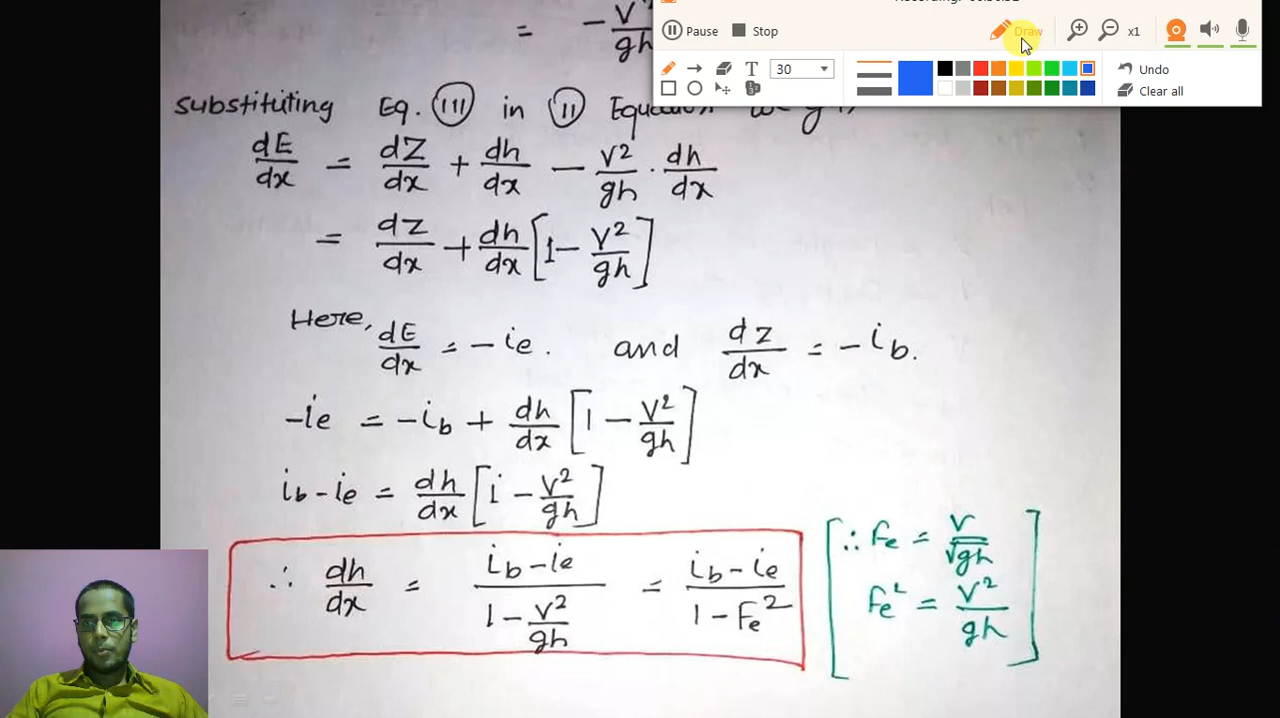 Pause Stop Draw x1
T 30 Undo
Clear all
= - V²/gh
Substituting Eq. (III) in (II) Equation we
dE/dx = dZ/dx + dh/dx - V²/gh · dh/dx
= dz/dx + dh/dx [1 - V²/gh]
Here, dE/dx = -ie. and dz/dx = -ib.
-ie = -ib + dh/dx [1 - V²/gh]
ib - ie = dh/dx [1 - V²/gh]
∴ dh/dx = ib - ie / 1 - V²/gh = ib - ie / 1 - Fe²
[∴ Fe = V/√gh
Fe² = V²/gh]